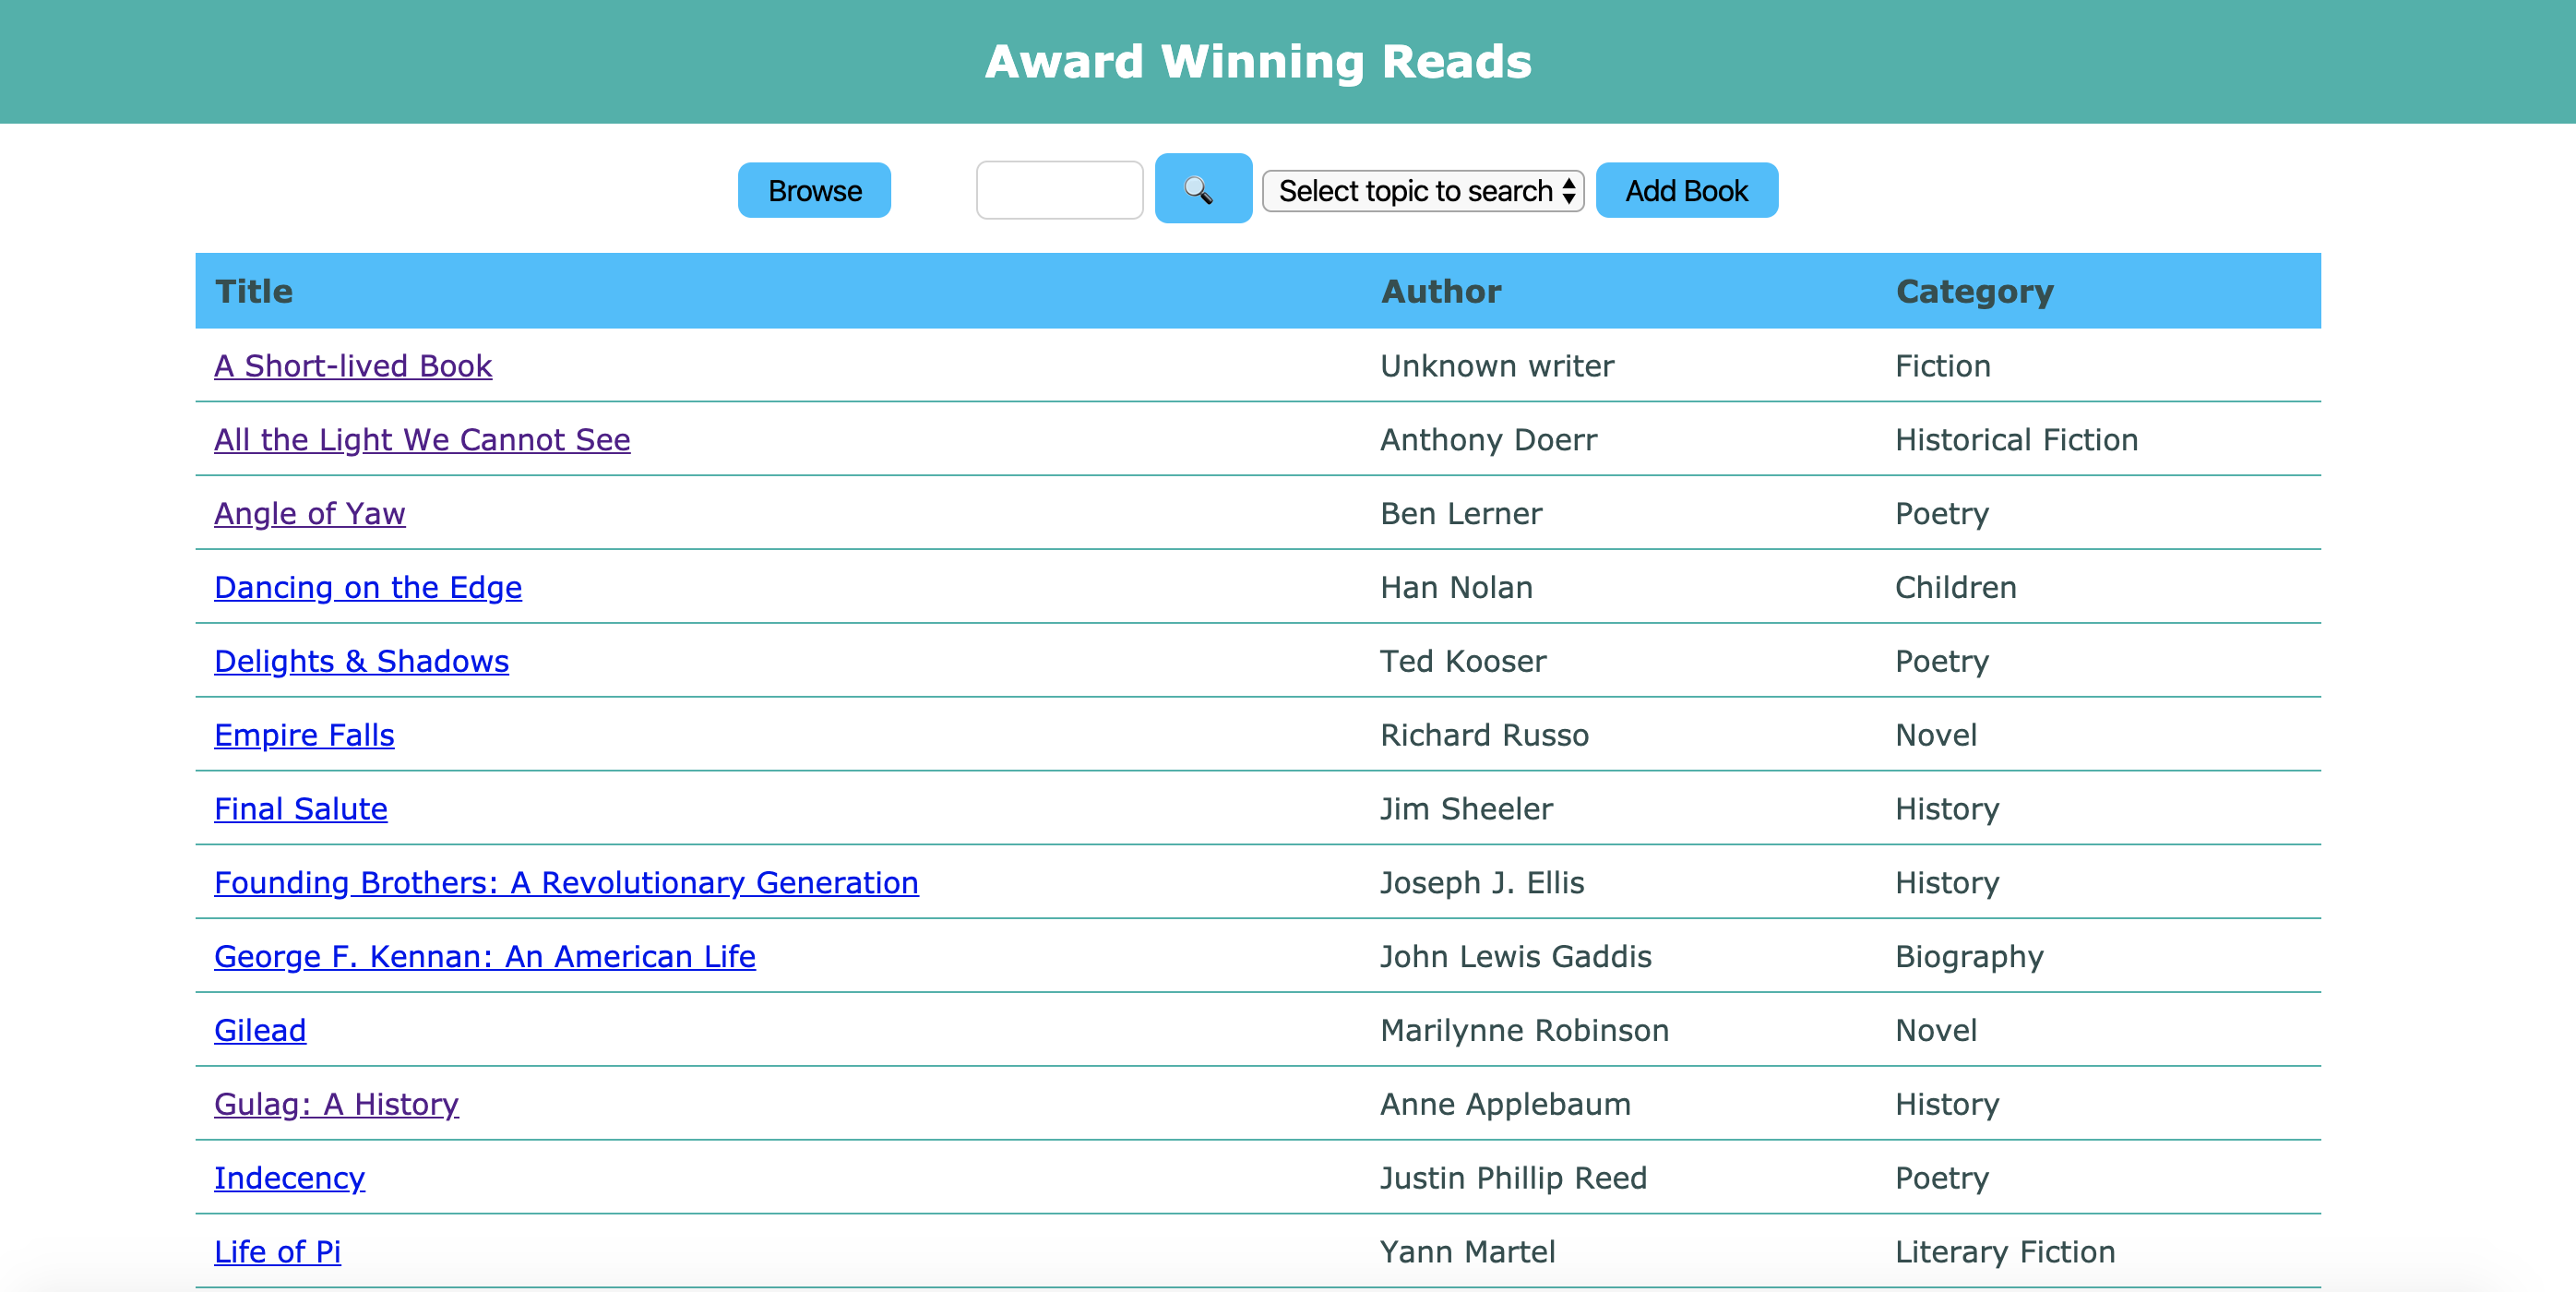 Award Winning Reads
Browse Select topic to search Add Book
Title Author Category
A Short-lived Book Unknown writer Fiction
All the Light We Cannot See Anthony Doerr Historical Fiction
Angle of Yaw Ben Lerner Poetry
Dancing on the Edge Han Nolan Children
Delights & Shadows Ted Kooser Poetry
Empire Falls Richard Russo Novel
Final Salute Jim Sheeler History
Founding Brothers: A Revolutionary Generation Joseph J. Ellis History
George F. Kennan: An American Life John Lewis Gaddis Biography
Gilead Marilynne Robinson Novel
Gulag: A History Anne Applebaum History
Indecency Justin Phillip Reed Poetry
Life of Pi Yann Martel Literary Fiction